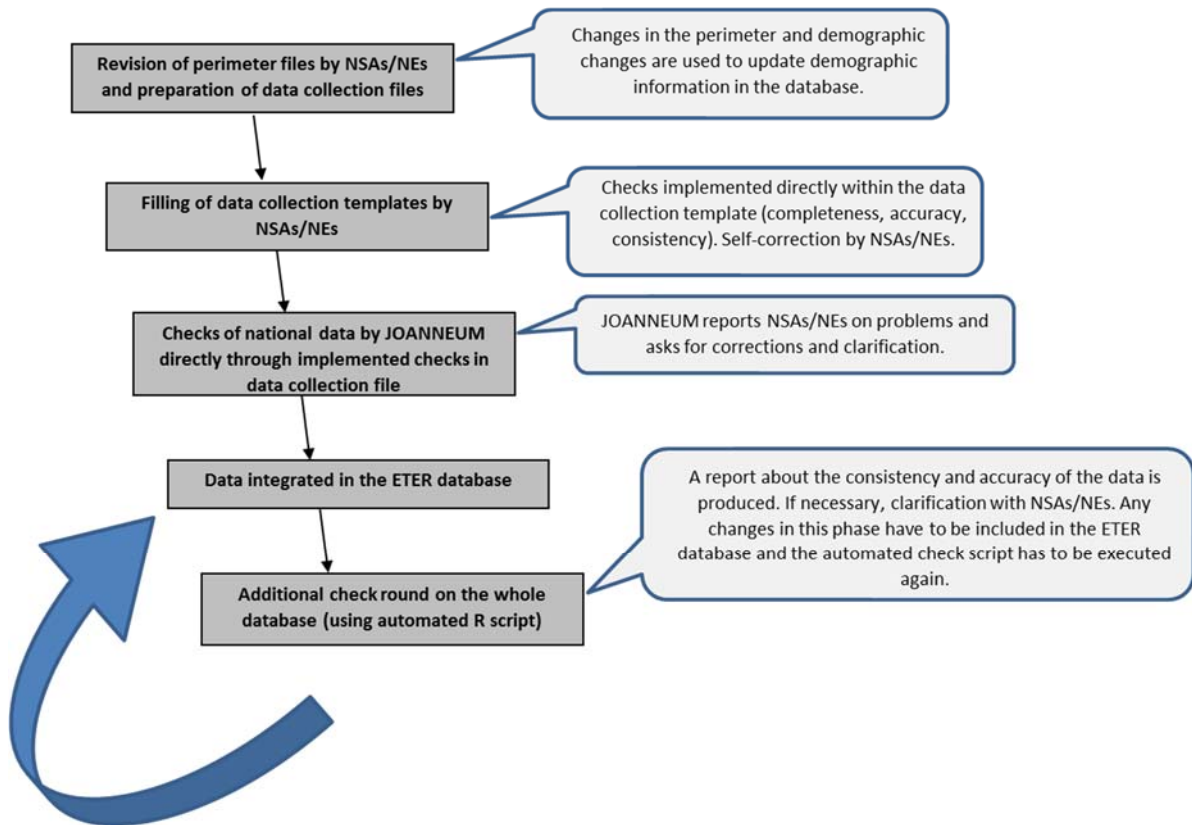 Revision of perimeter files by NSAs/NEs
and preparation of data collection files
Changes in the perimeter and demographic
changes are used to update demographic
information in the database.
Filling of data collection templates by
NSAs/NEs
Checks implemented directly within the data
collection template (completeness, accuracy,
consistency). Self-correction by NSAs/NEs.
Checks of national data by JOANNEUM
directly through implemented checks in
data collection file
JOANNEUM reports NSAs/NEs on problems and
asks for corrections and clarification.
Data integrated in the ETER database
A report about the consistency and accuracy of the data is
produced. If necessary, clarification with NSAs/NEs. Any
changes in this phase have to be included in the ETER
database and the automated check script has to be executed
again.
Additional check round on the whole
database (using automated R script)